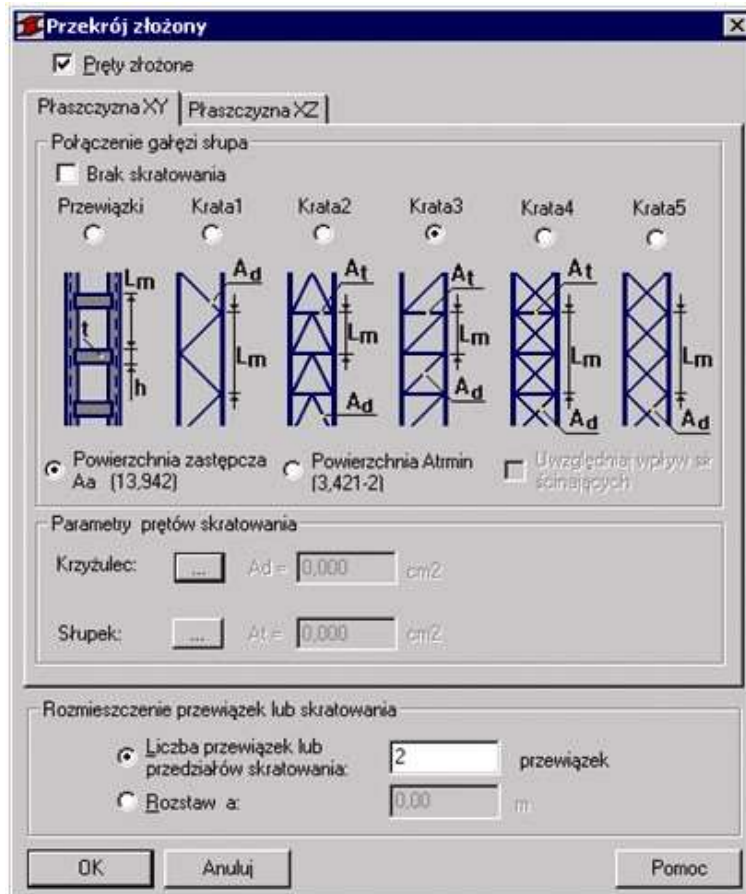 Przekrój złożony
Pręty złożone
Płaszczyzna XY Płaszczyzna XZ
Połączenie gałęzi słupa
Brak skratowania
Przewiązki Krata1 Krata2 Krata3 Krata4 Krata5
Lm Ad At At
t Lm Lm Lm Lm Lm
h Ad Ad Ad Ad
Powierzchnia zastępcza Powierzchnia Atrmin Uwzględniaj wpływ sił
Aa (13,942) (3,421-2) ścinających
Parametry prętów skratowania
Krzyżulec: ... Ad = 0,000 cm2
Słupek: ... At = 0,000 cm2
Rozmieszczenie przewiązek lub skratowania
Liczba przewiązek lub
przedziałów skratowania: 2 przewiązek
Rozstaw a: 0,00 m
OK Anuluj Pomoc